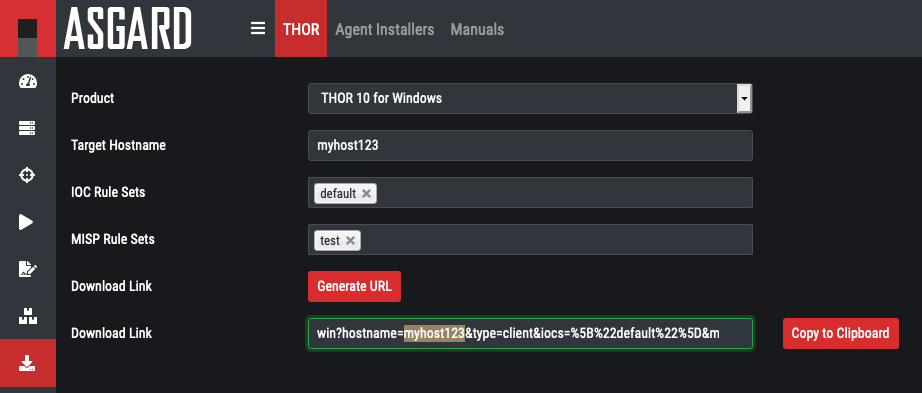 ASGARD
THOR Agent Installers Manuals
Product THOR 10 for Windows
Target Hostname myhost123
IOC Rule Sets default ×
MISP Rule Sets test ×
Download Link Generate URL
Download Link win?hostname=myhost123&type=client&iocs=%5B%22default%22%5D&m Copy to Clipboard